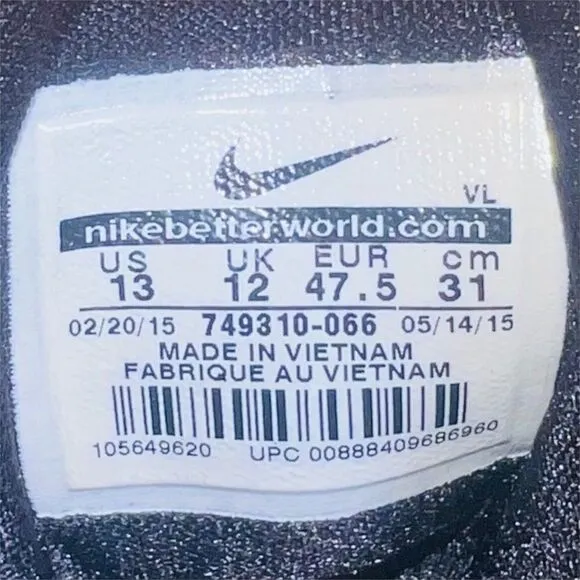 VL
nikebetterworld.com
US UK EUR cm
13 12 47.5 31
02/20/15 749310-066 05/14/15
MADE IN VIETNAM
FABRIQUE AU VIETNAM
105649620 UPC 00888409686960